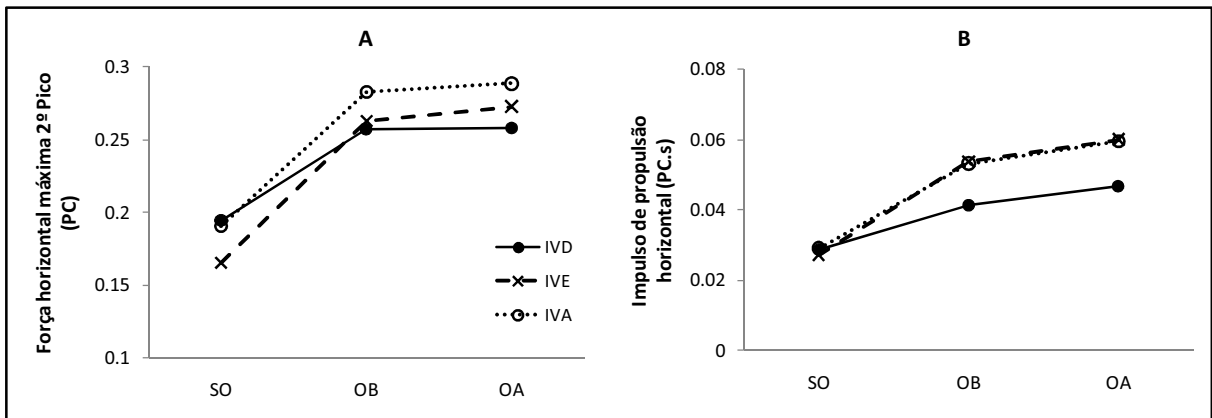 A
Força horizontal máxima 2º Pico
(PC)
0.3
0.25
0.2
0.15
0.1
SO
OB
OA
IVD
IVE
IVA
B
Impulso de propulsão
horizontal (PC.s)
0.08
0.06
0.04
0.02
0
SO
OB
OA